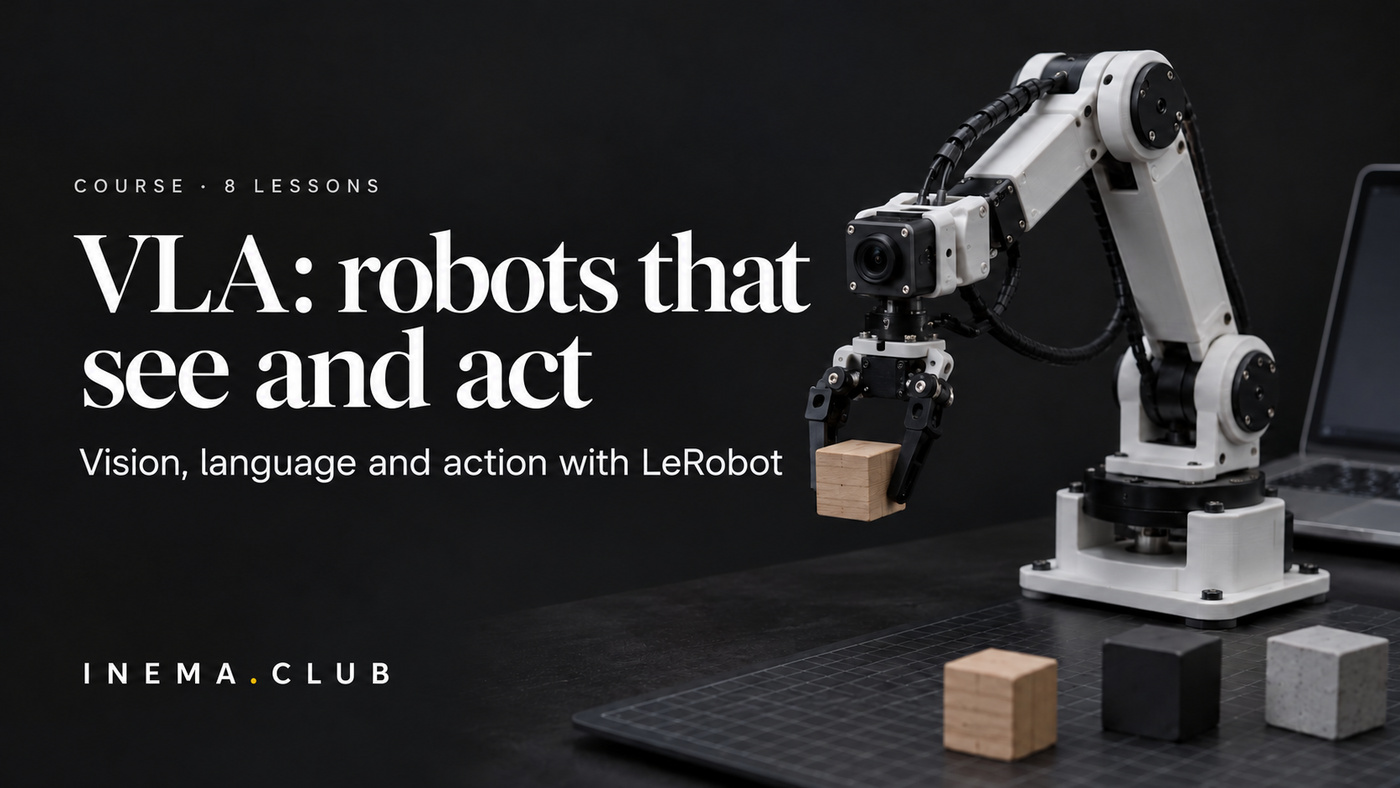 COURSE · 8 LESSONS
VLA: robots that
see and act
Vision, language and action with LeRobot
INEMA.CLUB